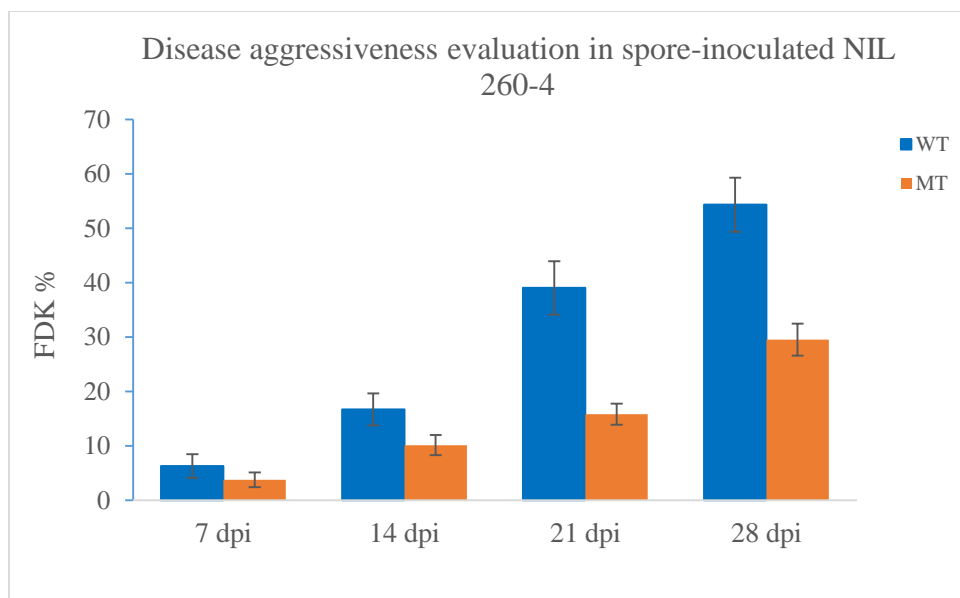 Disease aggressiveness evaluation in spore-inoculated NIL
260-4
70
60
50
40
30
20
10
0
FDK %
7 dpi
14 dpi
21 dpi
28 dpi
WT
MT